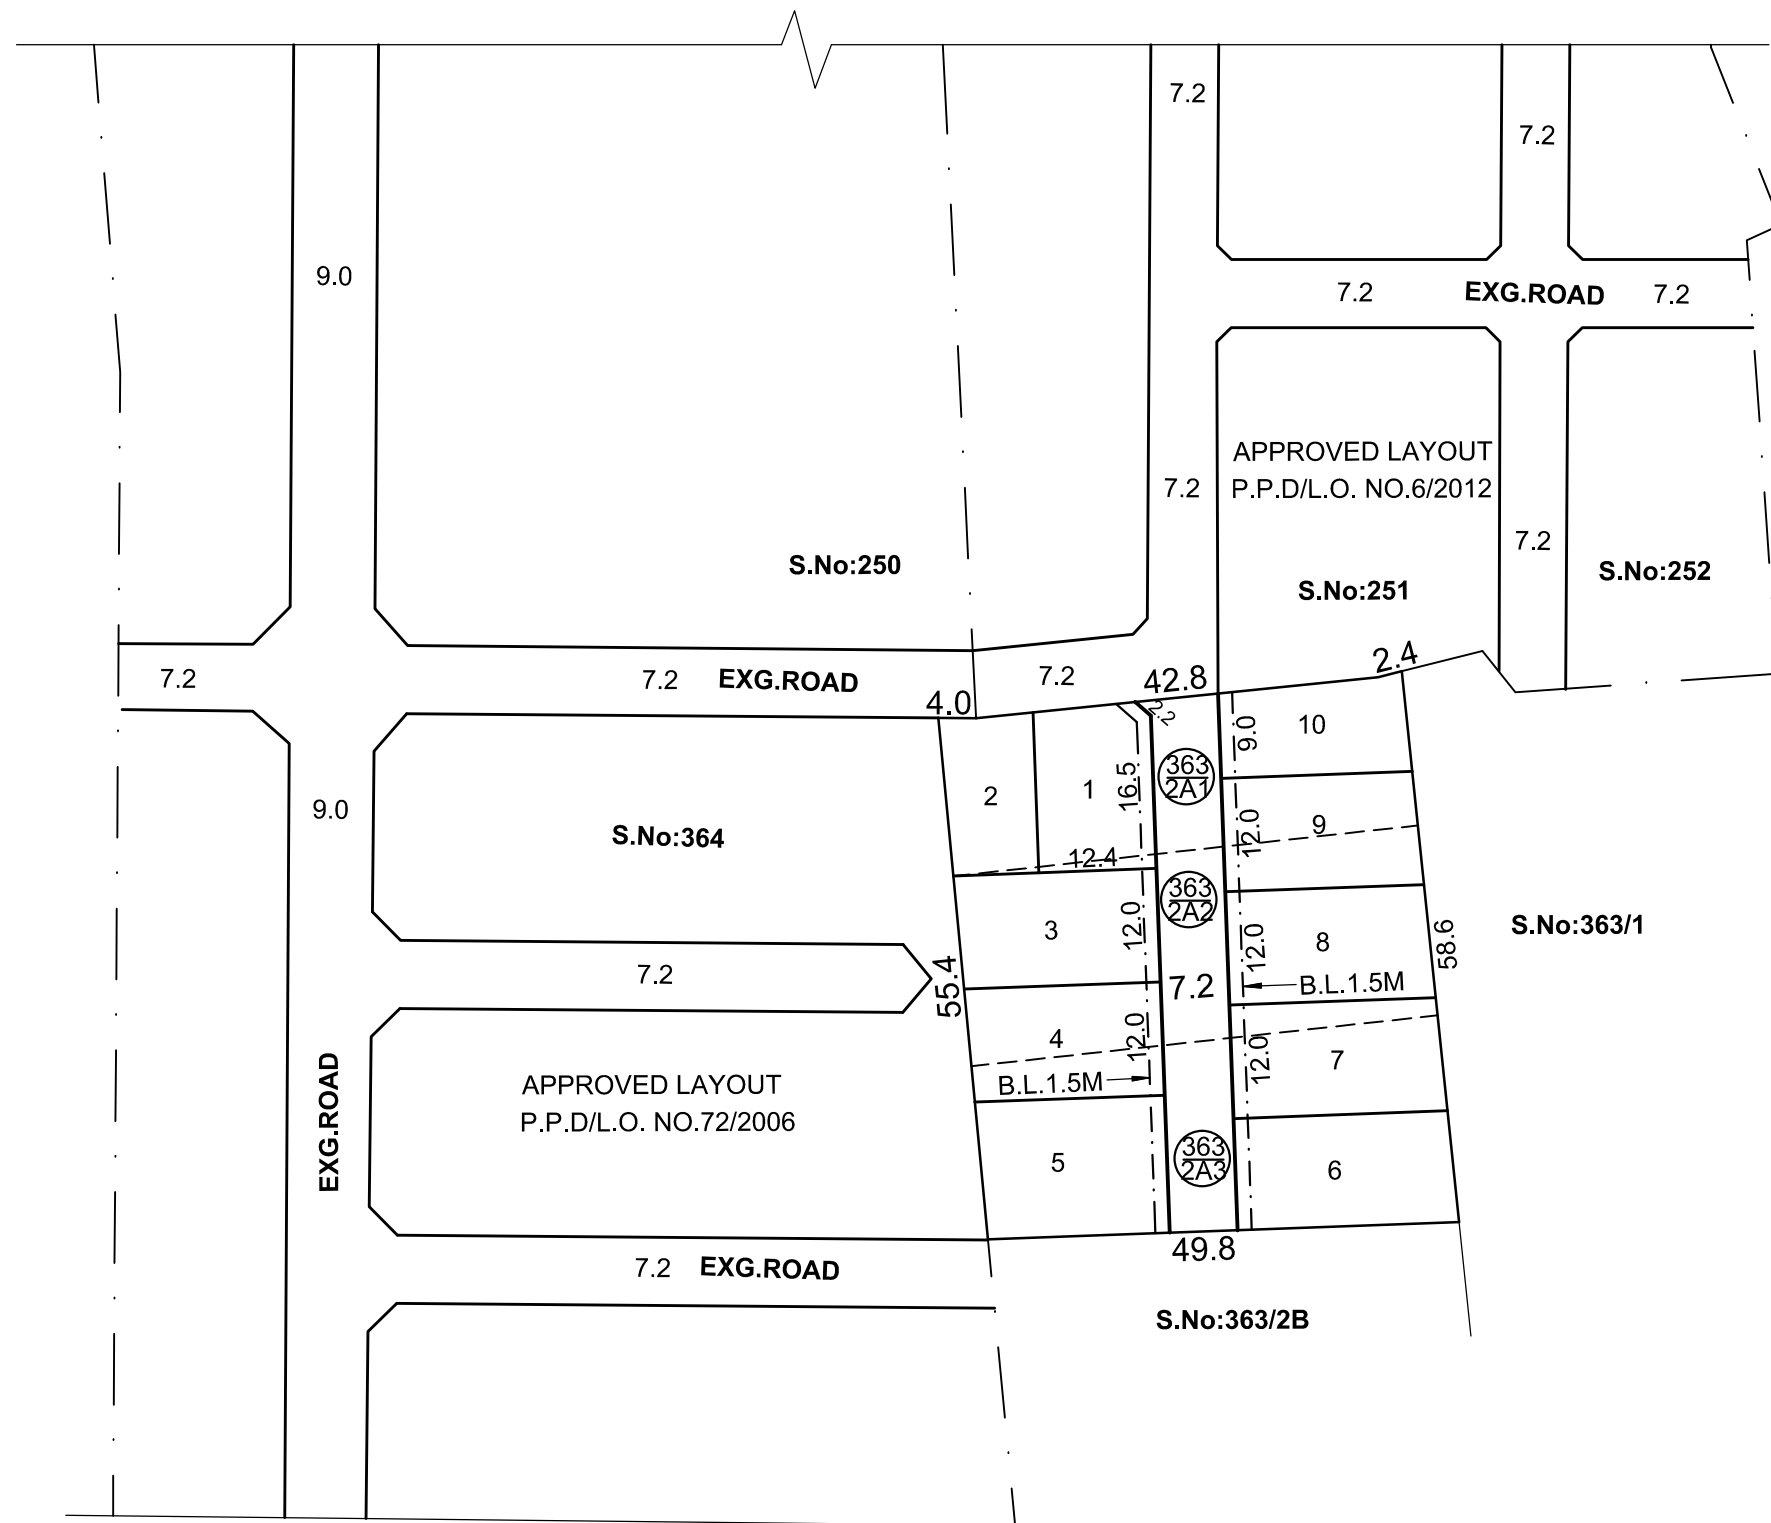 7.2
7.2
9.0
7.2
EXG.ROAD
7.2
APPROVED LAYOUT
P.P.D/L.O. NO.6/2012
7.2
7.2
S.No:250
S.No:251
S.No:252
7.2
7.2
EXG.ROAD
7.2
42.8
2.4
4.0
2.2
9.0
10
363
2A1
16.5
1
2
9.0
S.No:364
12.0
9
12.4
363
2A2
3
12.0
12.0
8
58.6
S.No:363/1
7.2
55.4
7.2
B.L.1.5M
4
12.0
12.0
7
B.L.1.5M
APPROVED LAYOUT
P.P.D/L.O. NO.72/2006
EXG.ROAD
363
2A3
5
6
49.8
7.2
EXG.ROAD
S.No:363/2B